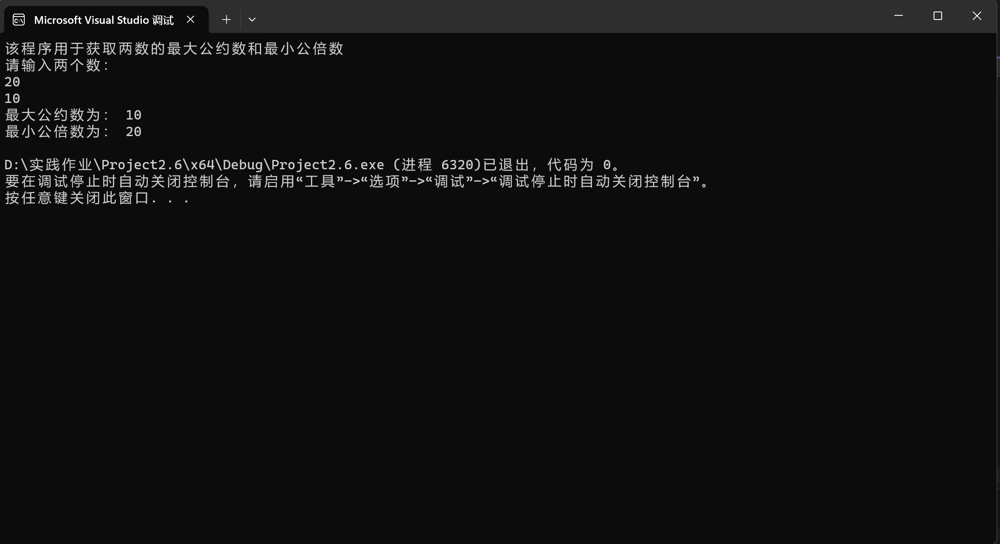 Microsoft Visual Studio 调试
该程序用于获取两数的最大公约数和最小公倍数
请输入两个数：
20
10
最大公约数为： 10
最小公倍数为： 20
D:\实践作业\Project2.6\x64\Debug\Project2.6.exe (进程 6320)已退出，代码为 0。
要在调试停止时自动关闭控制台，请启用“工具”->“选项”->“调试”->“调试停止时自动关闭控制台”。
按任意键关闭此窗口. . .